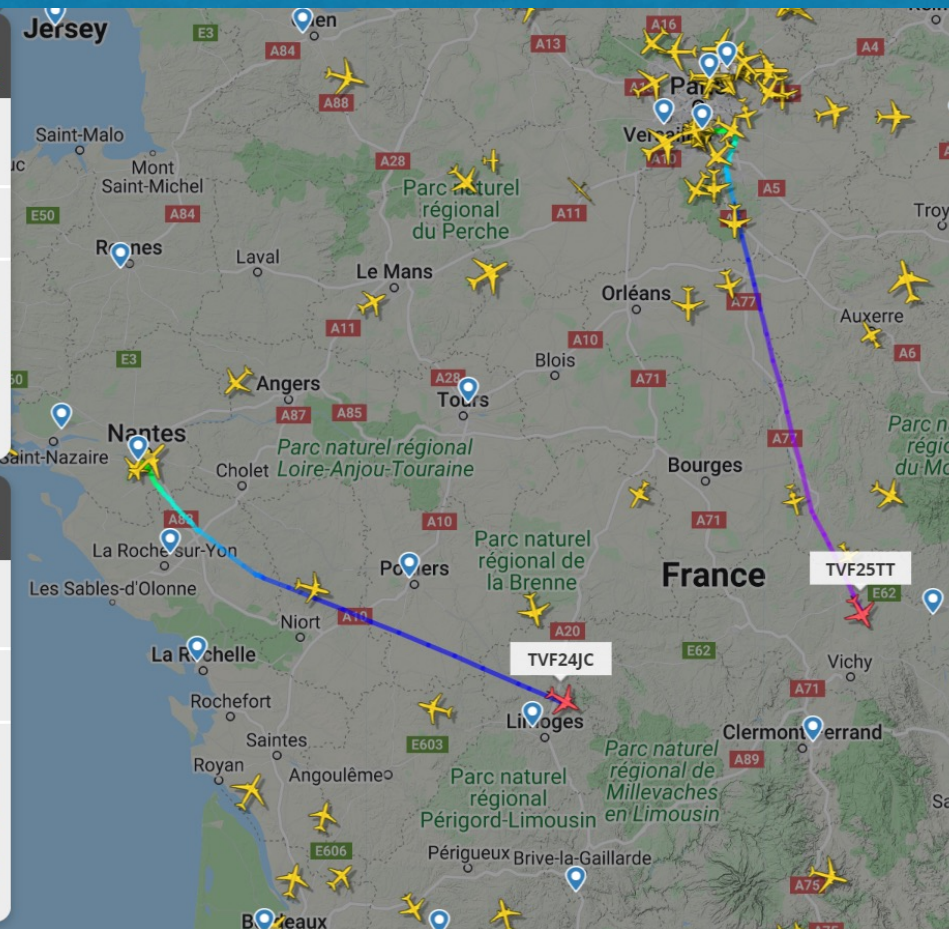 Jersey
E3
A84
A13
A16
A4
A88
Saint-Malo
Mont
Saint-Michel
A28
Parc naturel
régional
du Perche
A10
A5
E50
A84
A11
Troy
Rennes
Laval
Le Mans
Orléans
A77
Auxerre
A11
A10
A6
E3
Blois
Angers
A28
A71
A87
A85
Tours
A77
Nantes
Saint-Nazaire
Cholet
Parc naturel régional
Loire-Anjou-Touraine
Bourges
A83
A10
A71
La Roche-sur-Yon
Parc naturel
régional de
la Brenne
Poitiers
France
TVF25TT
Les Sables-d'Olonne
E62
Niort
A10
A20
La Rochelle
TVF24JC
E62
Vichy
Rochefort
Limoges
A71
Saintes
E603
Clermont-Ferrand
Royan
Angoulême
Parc naturel
régional
Périgord-Limousin
Parc naturel
régional de
Millevaches
en Limousin
A89
E606
Périgueux
Brive-la-Gaillarde
A75
Bordeaux